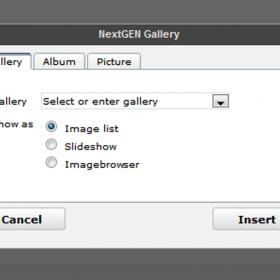 NextGEN Gallery
llery Album Picture
allery Select or enter gallery
how as Image list
Slideshow
Imagebrowser
Cancel Insert